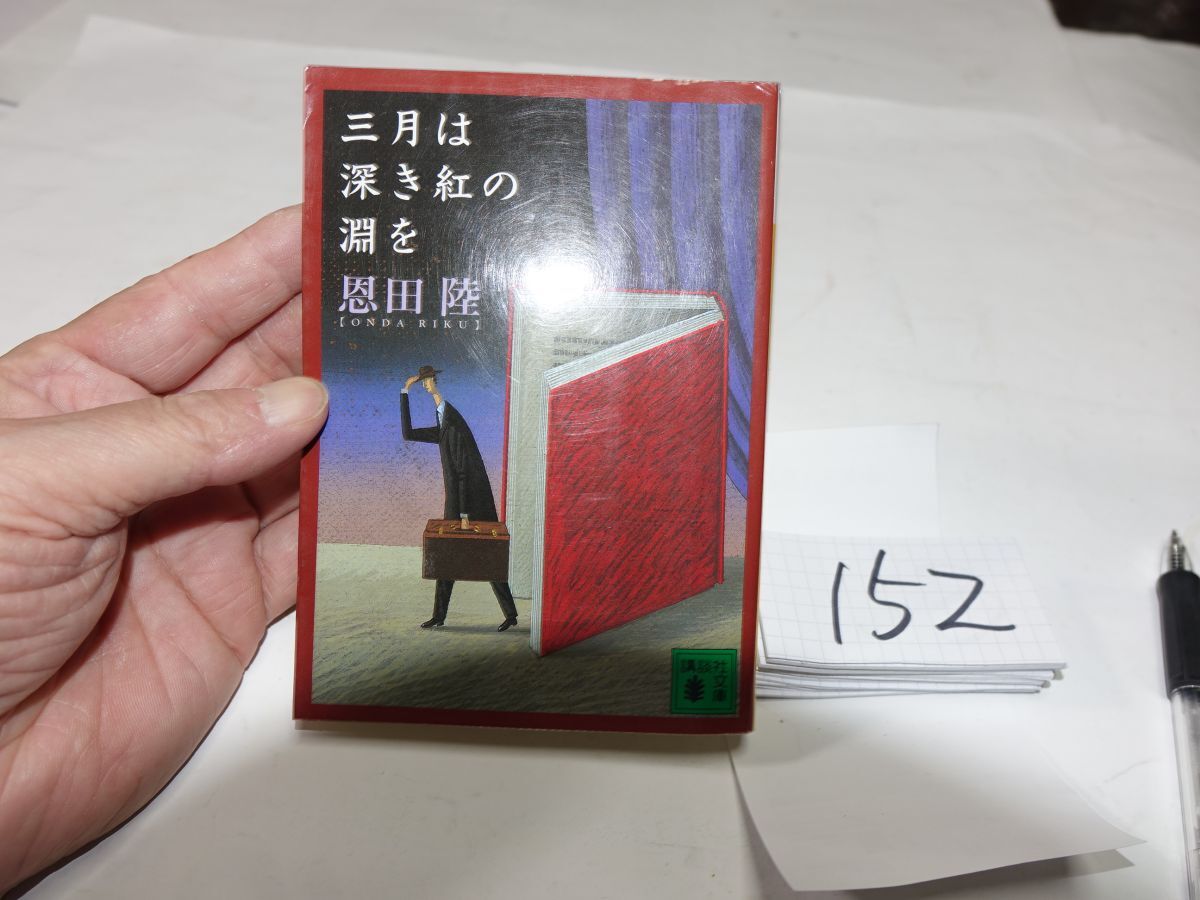 三月は
深き紅の
淵を
恩田 陸
【ONDA RIKU】
講談社
文庫
152